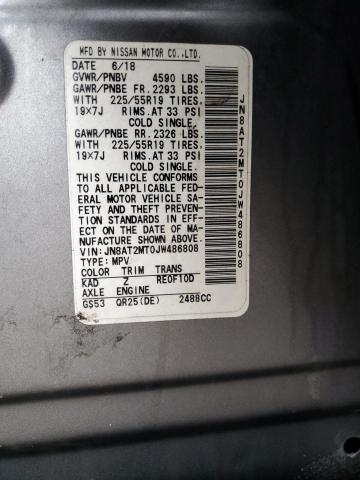 MFD BY NISSAN MOTOR CO.,LTD.
DATE 6/18
GVWR/PNBV 4590 LBS.
GAWR/PNBE FR. 2293 LBS.
WITH 225/55R19 TIRES.
19x7J RIMS.AT 33 PSI
COLD SINGLE.
GAWR/PNBE RR. 2326 LBS.
WITH 225/55R19 TIRES.
19x7J RIMS.AT 33 PSI
COLD SINGLE.
THIS VEHICLE CONFORMS
TO ALL APPLICABLE FED-
ERAL MOTOR VEHICLE SA-
FETY AND THEFT PREVEN-
TION STANDARDS IN EFF-
ECT ON THE DATE OF MA-
NUFACTURE SHOWN ABOVE.
VIN:JN8AT2MT0JW486808
TYPE: MPV
COLOR TRIM TRANS
KAD Z RE0F10D
AXLE ENGINE
GS53 QR25(DE) 2488CC
JN8AT2MT0JW486808